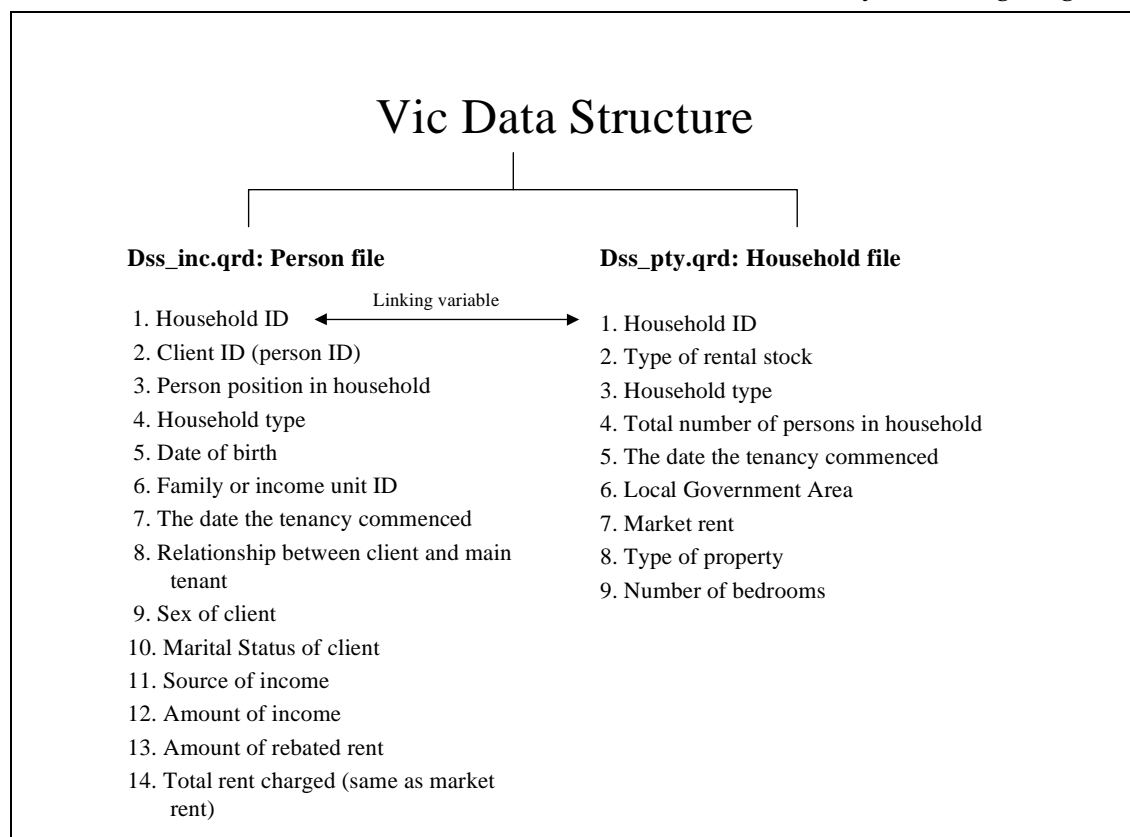 Vic Data Structure
Dss_inc.qrd: Person file
Linking variable
1. Household ID
2. Client ID (person ID)
3. Person position in household
4. Household type
5. Date of birth
6. Family or income unit ID
7. The date the tenancy commenced
8. Relationship between client and main
tenant
9. Sex of client
10. Marital Status of client
11. Source of income
12. Amount of income
13. Amount of rebated rent
14. Total rent charged (same as market
rent)
Dss_pty.qrd: Household file
1. Household ID
2. Type of rental stock
3. Household type
4. Total number of persons in household
5. The date the tenancy commenced
6. Local Government Area
7. Market rent
8. Type of property
9. Number of bedrooms